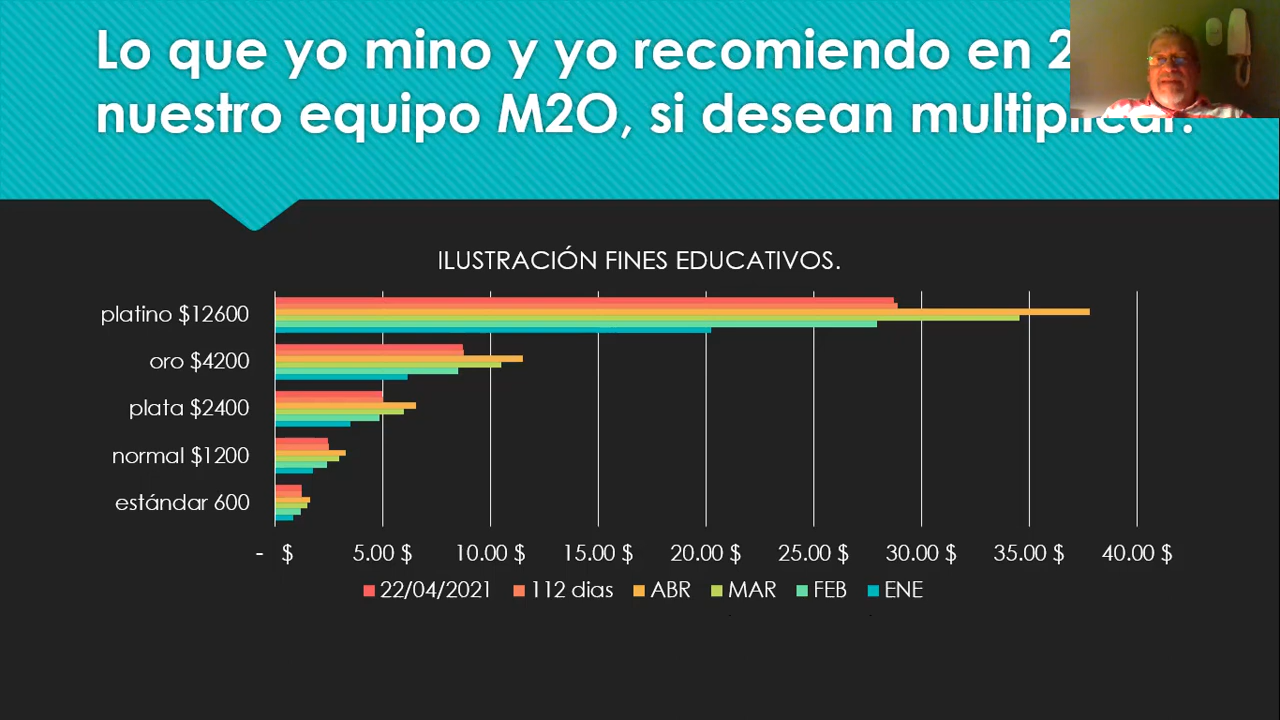 Lo que yo mino y yo recomiendo en 2
nuestro equipo M2O, si desean multiplicar.
ILUSTRACIÓN FINES EDUCATIVOS.
platino $12600
oro $4200
plata $2400
normal $1200
estándar 600
- $ 5.00 $ 10.00 $ 15.00 $ 20.00 $ 25.00 $ 30.00 $ 35.00 $ 40.00 $
22/04/2021 112 dias ABR MAR FEB ENE